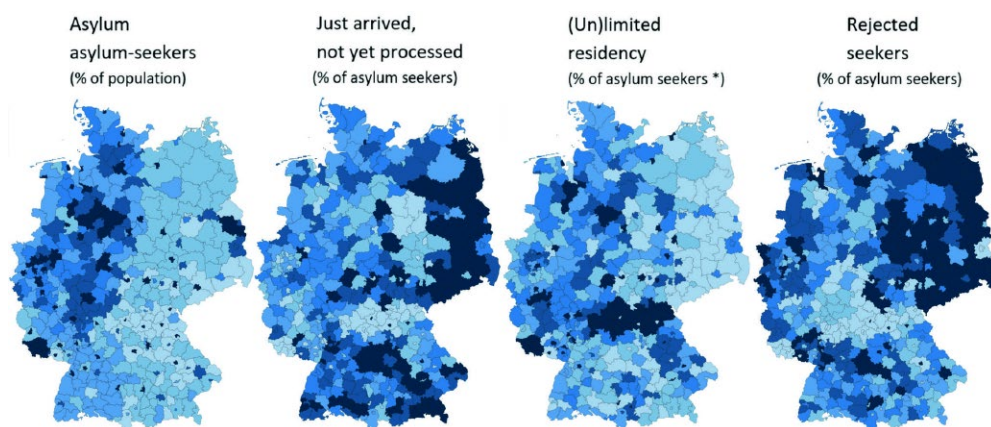 Asylum
asylum-seekers
(% of population)
Just arrived,
not yet processed
(% of asylum seekers)
(Un)limited
residency
(% of asylum seekers *)
Rejected
seekers
(% of asylum seekers)